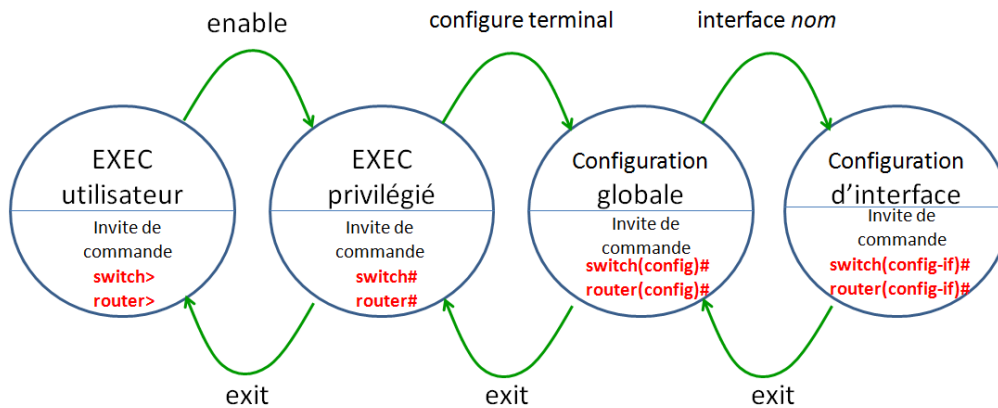 enable
configure terminal
interface nom
EXEC
utilisateur
Invite de
commande
switch>
router>
EXEC
privilégié
Invite de
commande
switch#
router#
Configuration
globale
Invite de
commande
switch(config)#
router(config)#
Configuration
d’interface
Invite de
commande
switch(config-if)#
router(config-if)#
exit
exit
exit